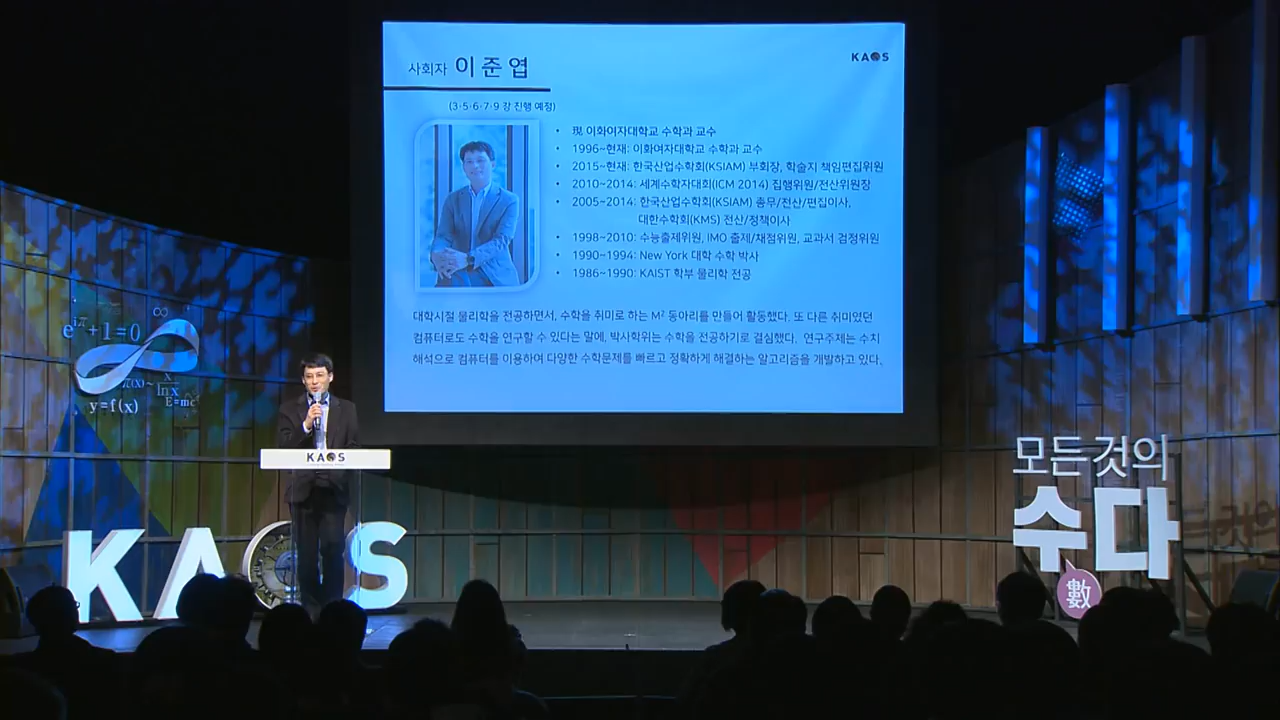 KAOS
사회자 이준엽
(3·5·6·7·9 강 진행 예정)
• 現 이화여자대학교 수학과 교수
• 1996~현재: 이화여자대학교 수학과 교수
• 2015~현재: 한국산업수학회(KSIAM) 부회장, 학술지 책임편집위원
• 2010~2014: 세계수학자대회(ICM 2014) 집행위원/전산위원장
• 2005~2014: 한국산업수학회(KSIAM) 총무/전산/편집이사,
대한수학회(KMS) 전산/정책이사
• 1998~2010: 수능출제위원, IMO 출제/채점위원, 교과서 검정위원
• 1990~1994: New York 대학 수학 박사
• 1986~1990: KAIST 학부 물리학 전공
대학시절 물리학을 전공하면서, 수학을 취미로 하는 M² 동아리를 만들어 활동했다. 또 다른 취미였던
컴퓨터로도 수학을 연구할 수 있다는 말에, 박사학위는 수학을 전공하기로 결심했다. 연구주제는 수치
해석으로 컴퓨터를 이용하여 다양한 수학문제를 빠르고 정확하게 해결하는 알고리즘을 개발하고 있다.
∞
e^{iπ}+1=0
π(x)~x/ln x
E=mc²
y=f(x)
KAOS
KAOS
모든 것의
수다
數